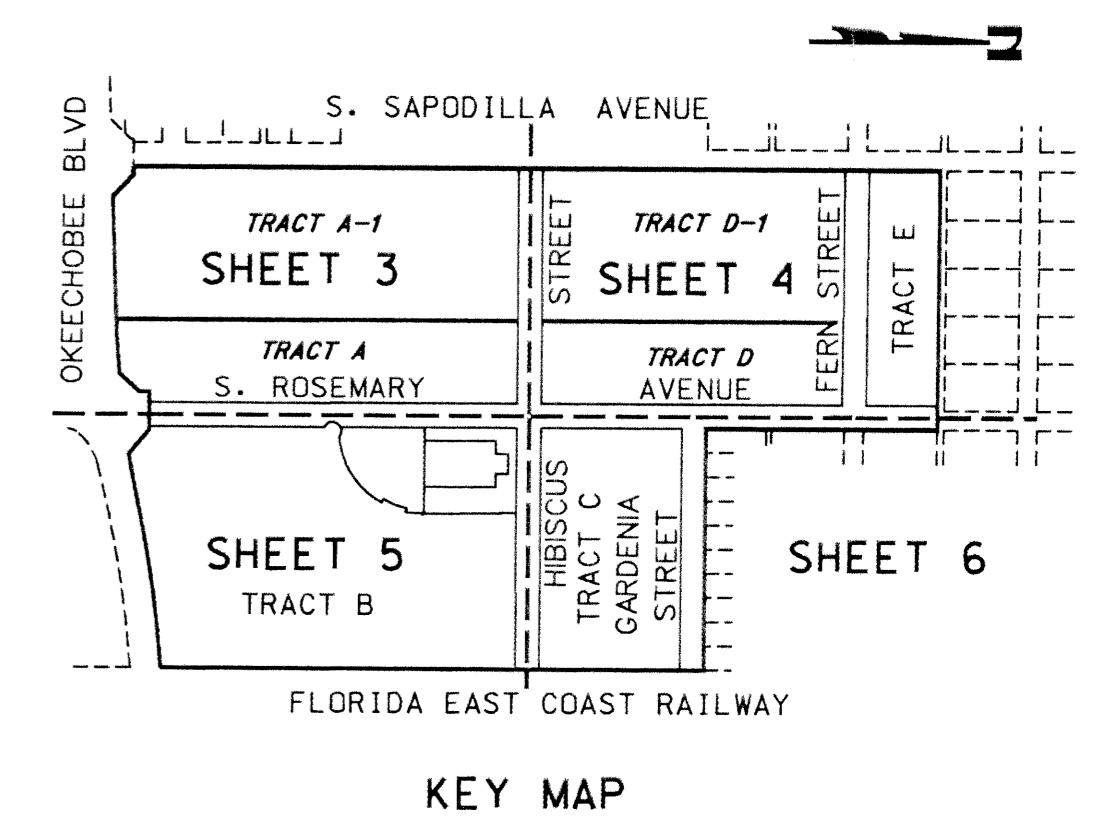 N
S. SAPODILLA AVENUE
OKEECHOBEE BLVD
TRACT A-1
SHEET 3
STREET
TRACT D-1
SHEET 4
FERN STREET
TRACT E
TRACT A
S. ROSEMARY
TRACT D
AVENUE
SHEET 5
TRACT B
HIBISCUS
TRACT C
GARDENIA
STREET
SHEET 6
FLORIDA EAST COAST RAILWAY
KEY MAP